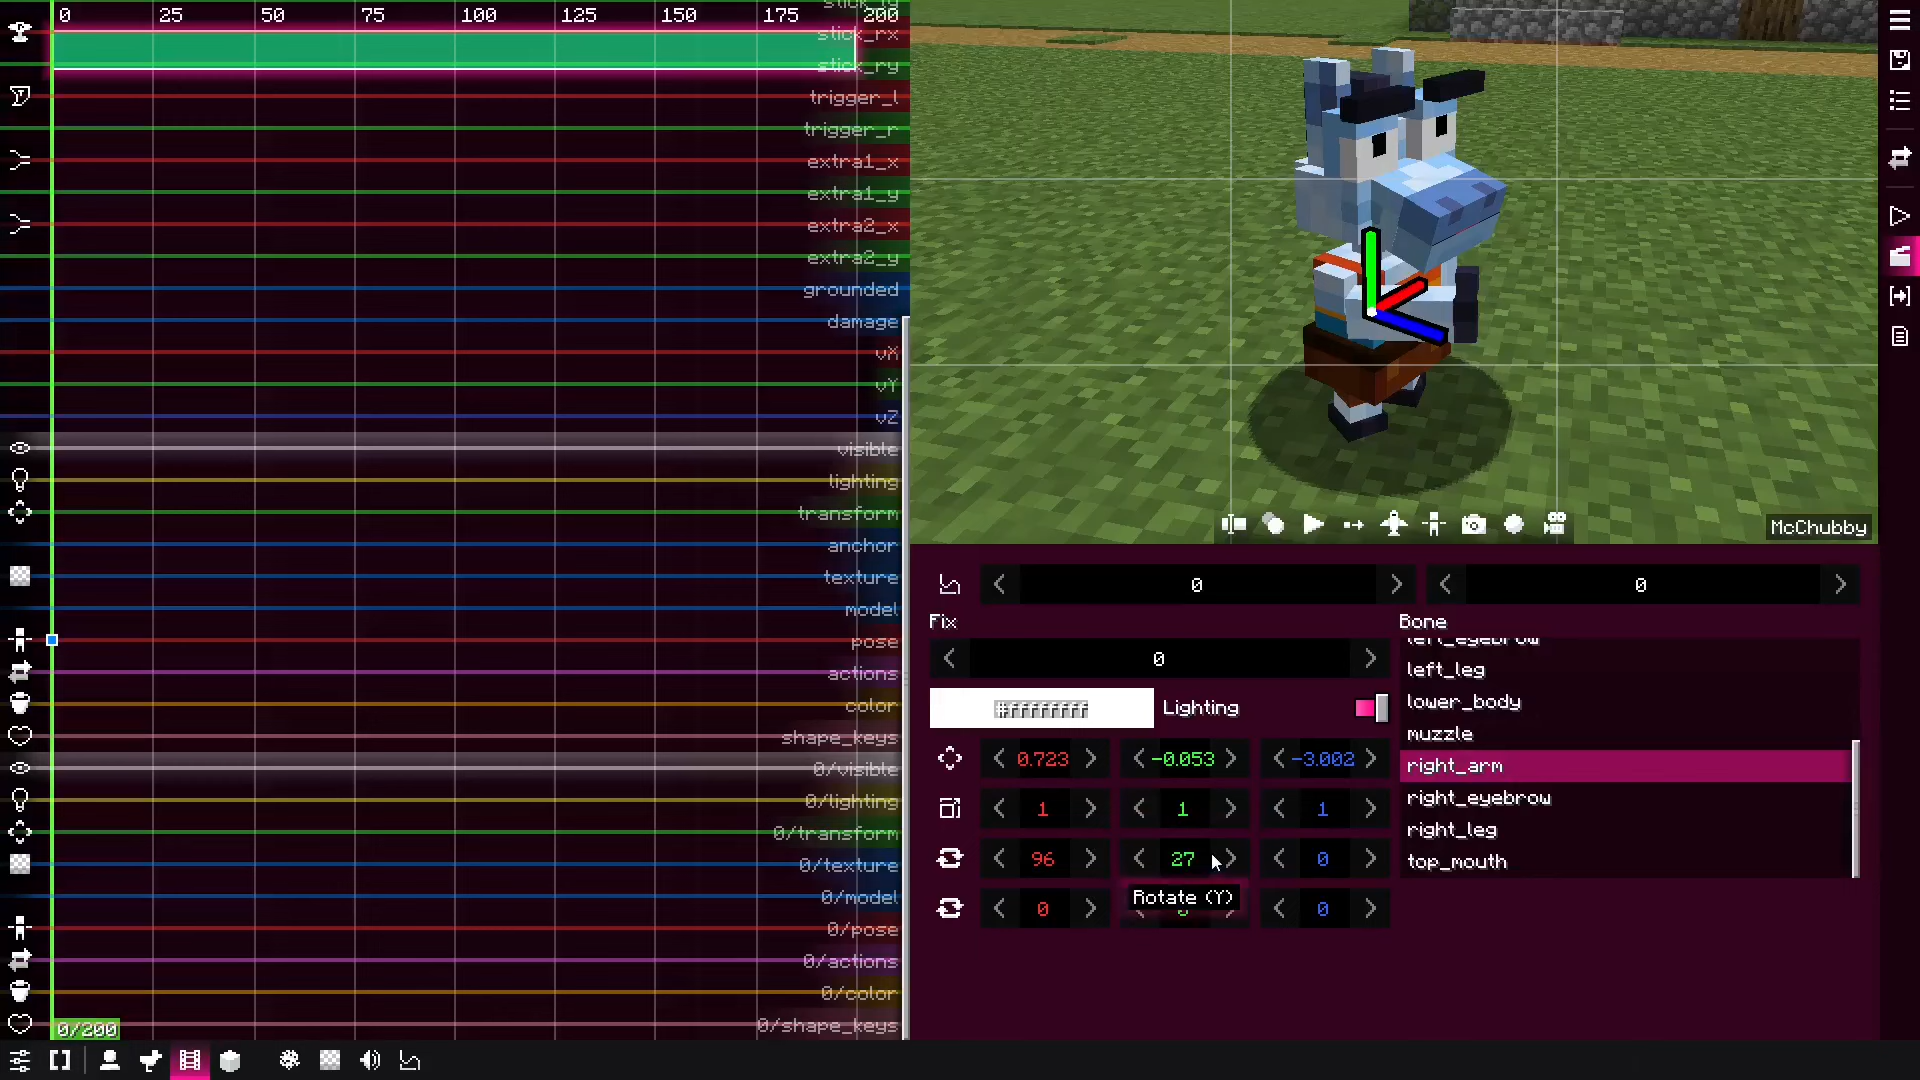 0 25 50 75 100 125 150 175 200
stick_rx
stick_ry
trigger_l
trigger_r
extra1_x
extra1_y
extra2_x
extra2_y
grounded
damage
vX
vY
vZ
visible
lighting
transform
anchor
texture
model
pose
actions
color
shape_keys
0/visible
0/lighting
0/transform
0/texture
0/model
0/pose
0/actions
0/color
0/shape_keys
0/200
McChubby
0 0
Fix
0
#ffffffff Lighting
0.723 -0.053 -3.002
1 1 1
96 27 0
Rotate (Y)
0 0
Bone
left_eyebrow
left_leg
lower_body
muzzle
right_arm
right_eyebrow
right_leg
top_mouth